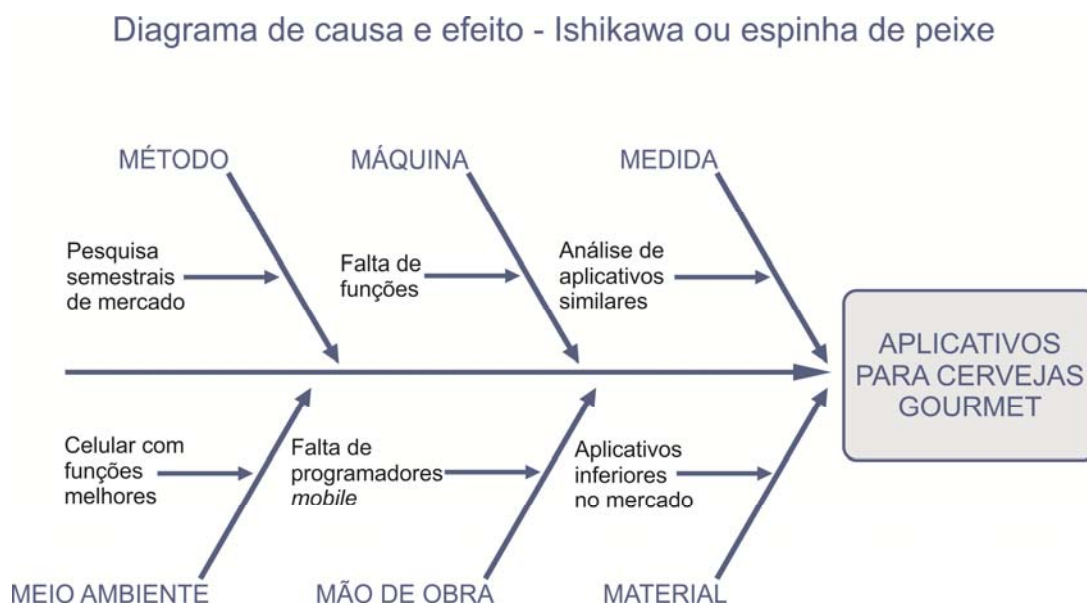 Diagrama de causa e efeito - Ishikawa ou espinha de peixe
MÉTODO
MÁQUINA
MEDIDA
Pesquisa
semestrais
de mercado
Falta de
funções
Análise de
aplicativos
similares
APLICATIVOS
PARA CERVEJAS
GOURMET
Celular com
funções
melhores
Falta de
programadores
mobile
Aplicativos
inferiores
no mercado
MEIO AMBIENTE
MÃO DE OBRA
MATERIAL